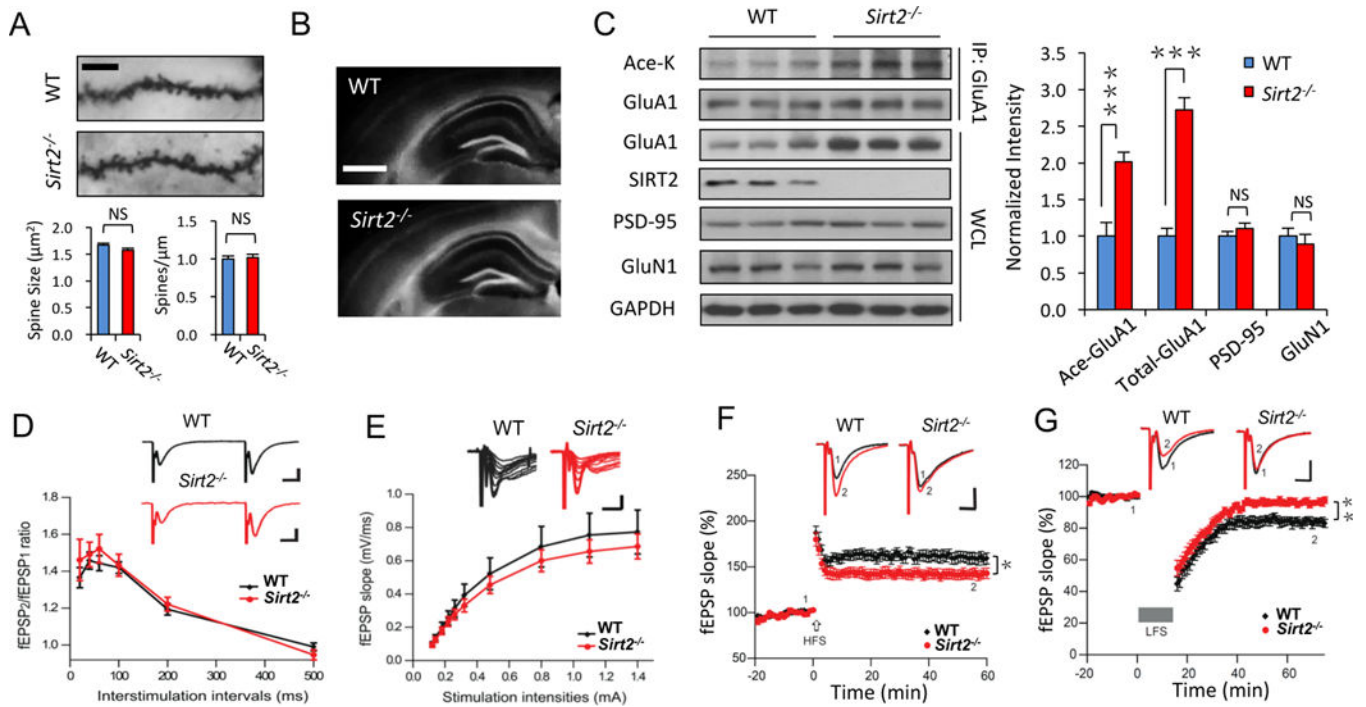 A
WT
Sirt2-/-
NS
NS
Spine Size (µm²)
2.0
1.5
1.0
0.5
0.0
WT
Sirt2-/-
Spines/µm
1.5
1.0
0.5
0.0
WT
Sirt2-/-
B
WT
Sirt2-/-
C
WT
Sirt2-/-
Ace-K
GluA1
GluA1
SIRT2
PSD-95
GluN1
GAPDH
IP: GluA1
WCL
Normalized Intensity
3.5
3.0
2.5
2.0
1.5
1.0
0.5
0.0
***
***
NS
NS
WT
Sirt2-/-
Ace-GluA1
Total-GluA1
PSD-95
GluN1
D
WT
Sirt2-/-
fEPSP2/fEPSP1 ratio
1.8
1.6
1.4
1.2
1.0
WT
Sirt2-/-
0 100 200 300 400 500
Interstimulation intervals (ms)
E
WT
Sirt2-/-
fEPSP slope (mV/ms)
1.0
0.8
0.6
0.4
0.2
0.0
WT
Sirt2-/-
0.0 0.2 0.4 0.6 0.8 1.0 1.2 1.4
Stimulation intensities (mA)
F
WT
Sirt2-/-
1
2
1
2
fEPSP slope (%)
250
200
150
100
50
1
HFS
2
*
WT
Sirt2-/-
-20 0 20 40 60
Time (min)
G
WT
Sirt2-/-
2
1
2
1
fEPSP slope (%)
120
100
80
60
40
20
0
1
LFS
2
**
WT
Sirt2-/-
-20 0 20 40 60
Time (min)